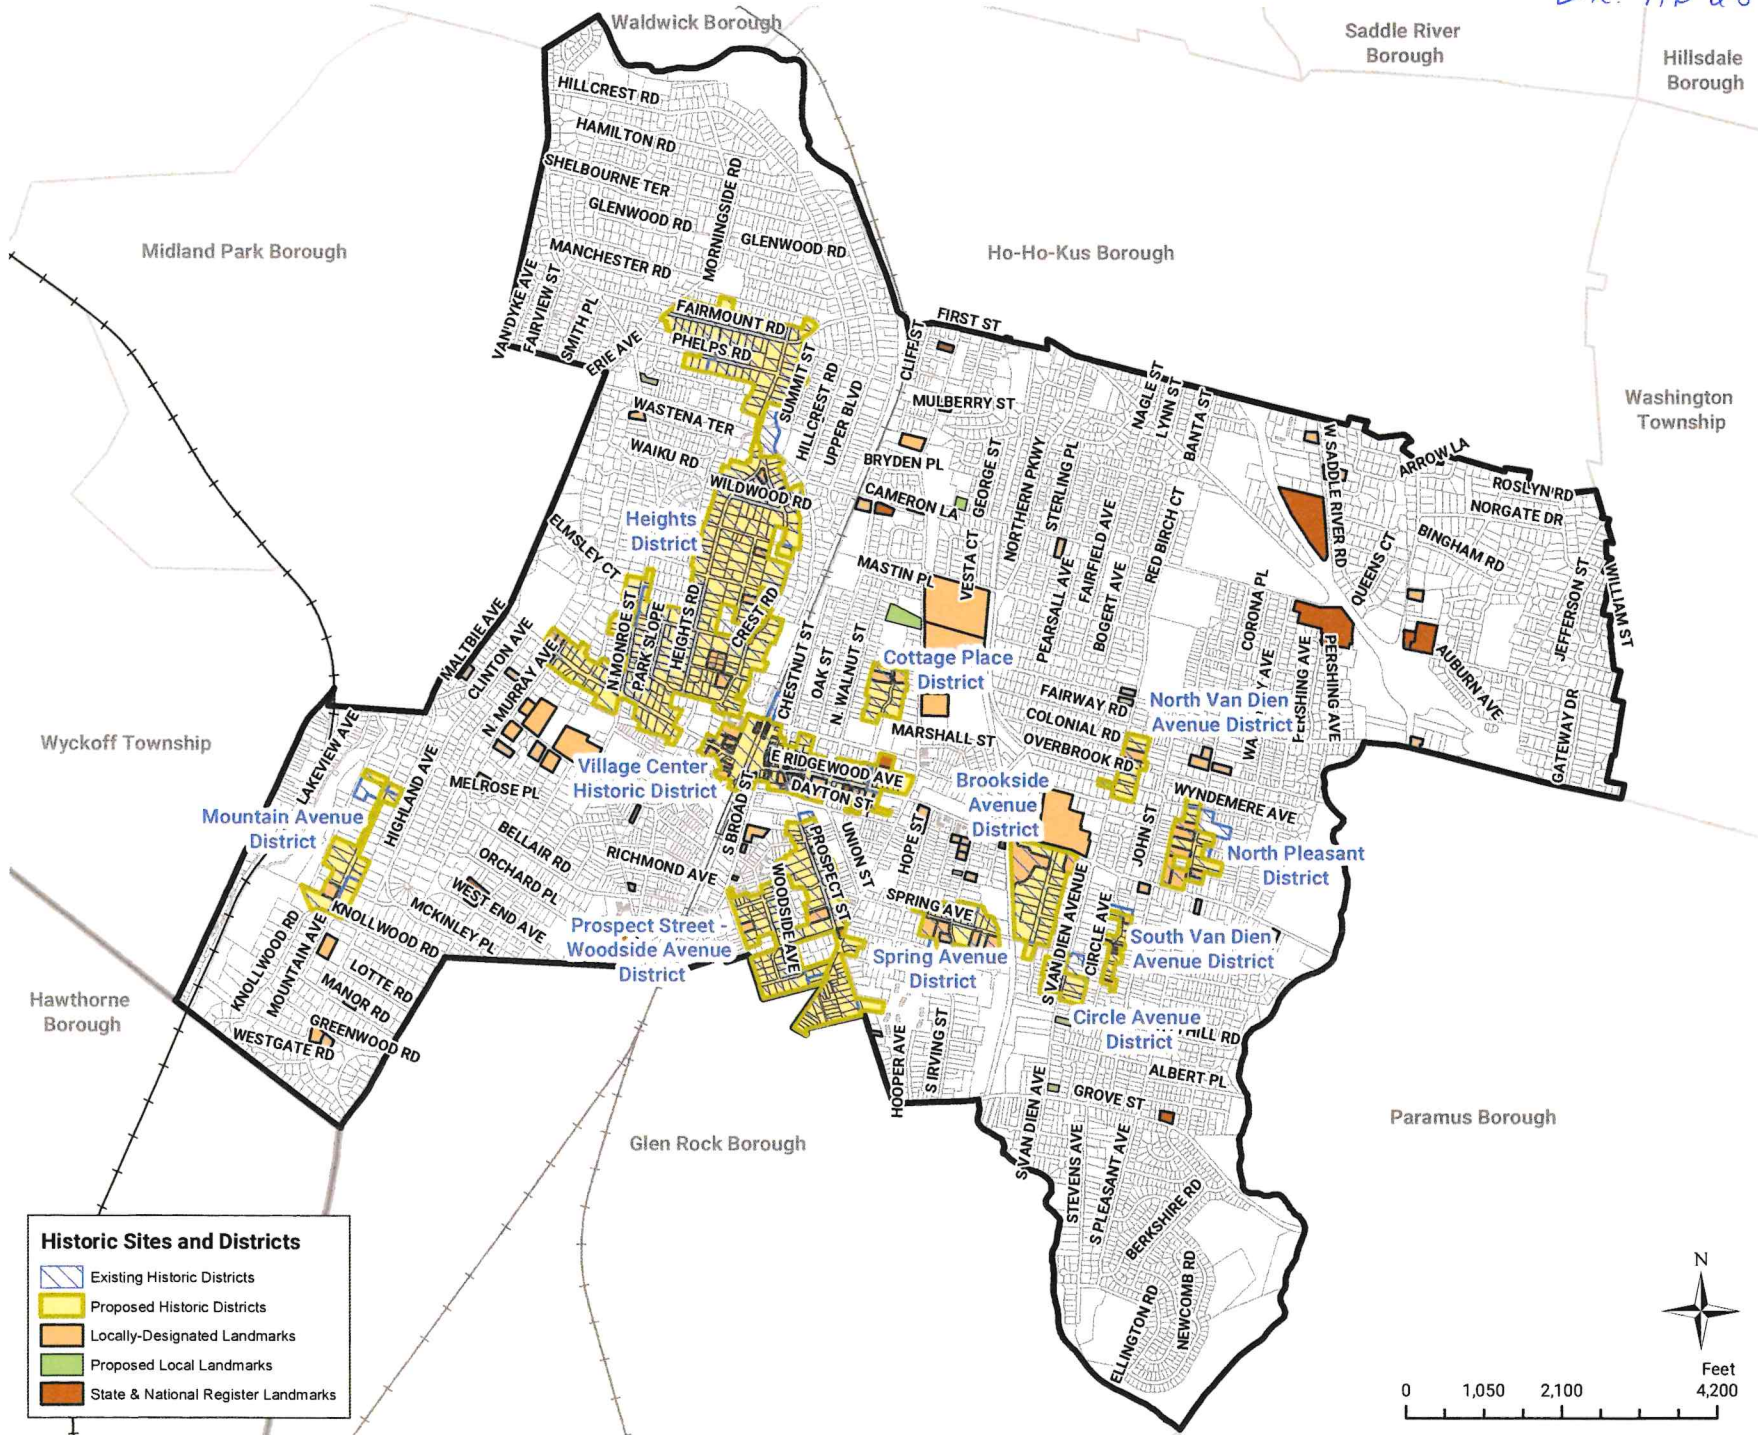 Waldwick Borough
Saddle River
Borough
Hillsdale
Borough
HILLCREST RD
HAMILTON RD
SHELBOURNE TER
MORNINGSIDE RD
GLENWOOD RD
GLENWOOD RD
Midland Park Borough
Ho-Ho-Kus Borough
MANCHESTER RD
VAN DYKE AVE
FAIRVIEW ST
SMITH PL
ERIE AVE
FAIRMOUNT RD
PHELPS RD
SUMMIT ST
HILLCREST RD
UPPER BLVD
CLIFF ST
FIRST ST
MULBERRY ST
NAGLE ST
LYNN ST
BANTA ST
Washington
Township
WASTENA TER
WAIKU RD
WILDWOOD RD
BRYDEN PL
CAMERON LA
GEORGE ST
NORTHERN PKWY
STERLING PL
W SADDLE RIVER RD
ARROW LA
ROSLYN RD
NORGATE DR
BINGHAM RD
Heights
District
ELMSLEY CT
MASTIN PL
VESTA CT
PEARSALL AVE
FAIRFIELD AVE
BOGERT AVE
RED BIRCH CT
QUEENS CT
JEFFERSON ST
WILLIAM ST
N MONROE ST
PARK SLOPE
HEIGHTS RD
CREST RD
CHESTNUT ST
OAK ST
N WALNUT ST
CORONA PL
MALTBIE AVE
CLINTON AVE
N MURRAY AVE
Cottage Place
District
FAIRWAY RD
COLONIAL RD
OVERBROOK RD
North Van Dien
Avenue District
PERSHING AVE
PERSHING AVE
AUBURN AVE
GATEWAY DR
MARSHALL ST
Wyckoff Township
LAKEVIEW AVE
HIGHLAND AVE
MELROSE PL
Village Center
Historic District
E RIDGEWOOD AVE
DAYTON ST
S BROAD ST
Brookside
Avenue
District
WYNDEMERE AVE
Mountain Avenue
District
BELLAIR RD
ORCHARD PL
RICHMOND AVE
WEST END AVE
MCKINLEY PL
PROSPECT ST
UNION ST
HOPE ST
JOHN ST
North Pleasant
District
WOODSIDE AVE
SPRING AVE
S VAN DIEN AVENUE
CIRCLE AVE
KNOLLWOOD RD
KNOLLWOOD RD
MOUNTAIN AVE
LOTTE RD
MANOR RD
GREENWOOD RD
WESTGATE RD
Prospect Street -
Woodside Avenue
District
Spring Avenue
District
South Van Dien
Avenue District
Circle Avenue
District
Hawthorne
Borough
HOOPER AVE
S IRVING ST
HILL RD
ALBERT PL
GROVE ST
S VAN DIEN AVE
STEVENS AVE
S PLEASANT AVE
BERKSHIRE RD
NEWCOMB RD
ELLINGTON RD
Glen Rock Borough
Paramus Borough
Historic Sites and Districts
Existing Historic Districts
Proposed Historic Districts
Locally-Designated Landmarks
Proposed Local Landmarks
State & National Register Landmarks
N
Feet
0 1,050 2,100 4,200